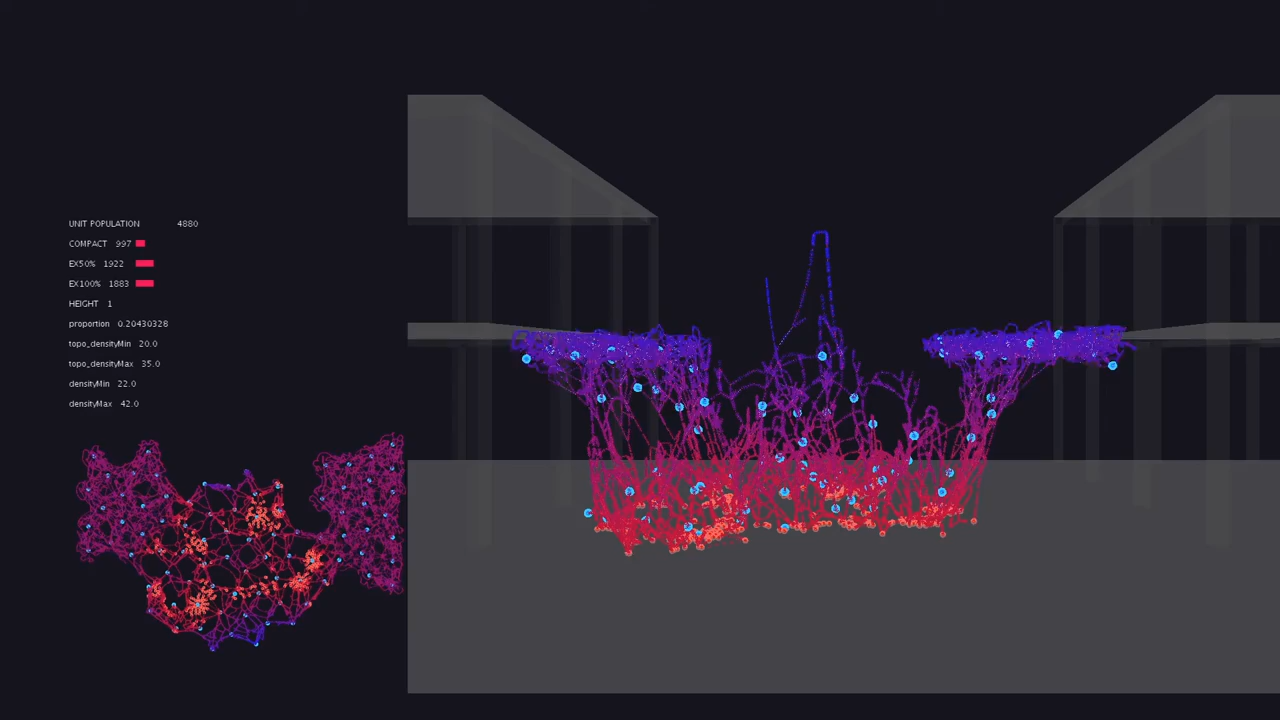 UNIT POPULATION 4880
COMPACT 997
EX50% 1922
EX100% 1883
HEIGHT 1
proportion 0.20430328
topo_densityMin 20.0
topo_densityMax 35.0
densityMin 22.0
densityMax 42.0